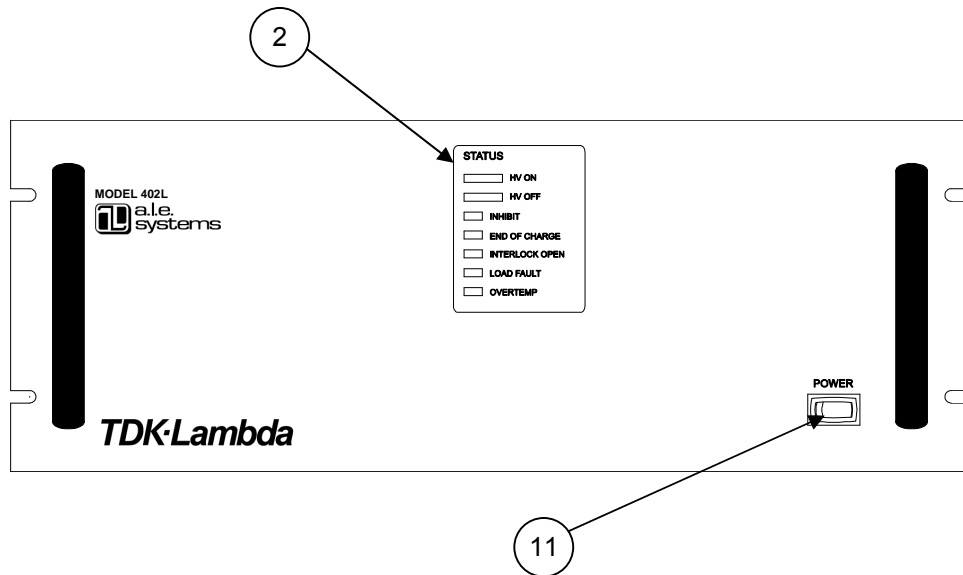 2
STATUS
HV ON
HV OFF
INHIBIT
END OF CHARGE
INTERLOCK OPEN
LOAD FAULT
OVERTEMP
MODEL 402L
a.l.e.
systems
POWER
TDK·Lambda
11